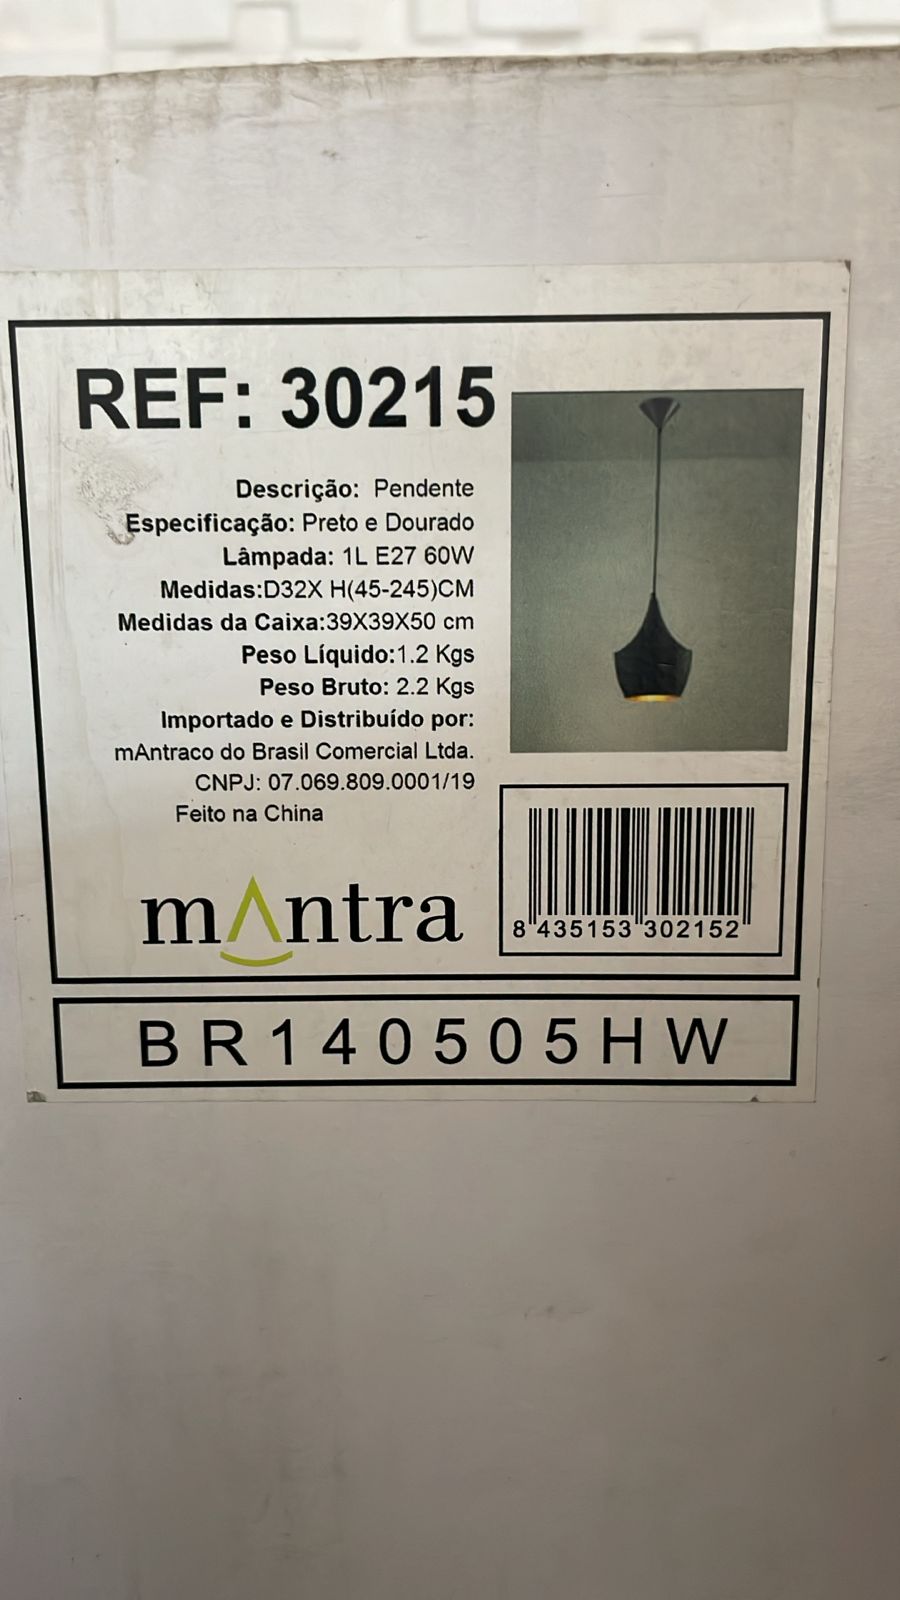 REF: 30215
Descrição: Pendente
Especificação: Preto e Dourado
Lâmpada: 1L E27 60W
Medidas:D32X H(45-245)CM
Medidas da Caixa:39X39X50 cm
Peso Líquido:1.2 Kgs
Peso Bruto: 2.2 Kgs
Importado e Distribuído por:
mAntraco do Brasil Comercial Ltda.
CNPJ: 07.069.809.0001/19
Feito na China
mAntra
8 435153 302152
BR140505HW